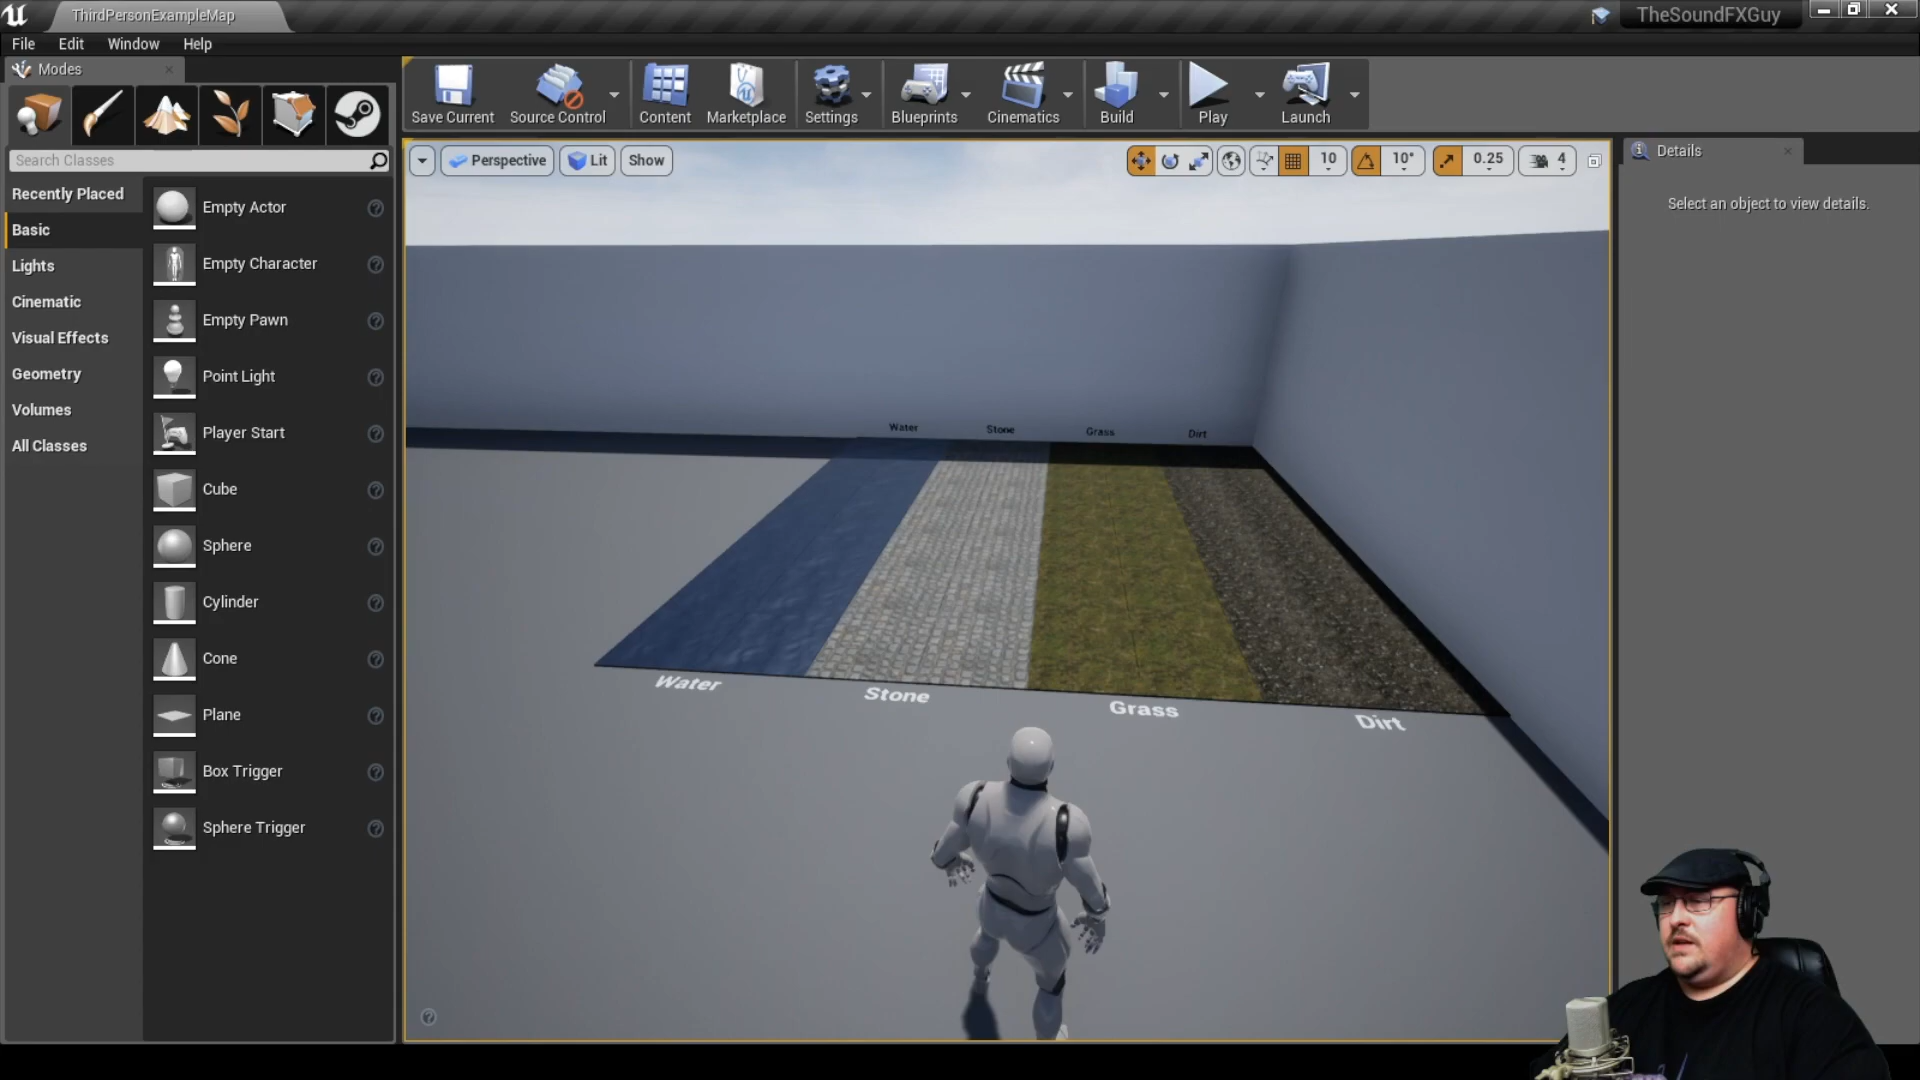 ThirdPersonExampleMap
TheSoundFXGuy
File Edit Window Help
Modes
Save Current
Source Control
Content
Marketplace
Settings
Blueprints
Cinematics
Build
Play
Launch
Search Classes
Perspective
Lit
Show
10
10°
0.25
4
Details
Select an object to view details.
Recently Placed
Basic
Lights
Cinematic
Visual Effects
Geometry
Volumes
All Classes
Empty Actor
Empty Character
Empty Pawn
Point Light
Player Start
Cube
Sphere
Cylinder
Cone
Plane
Box Trigger
Sphere Trigger
Water Stone Grass Dirt
Water Stone Grass Dirt